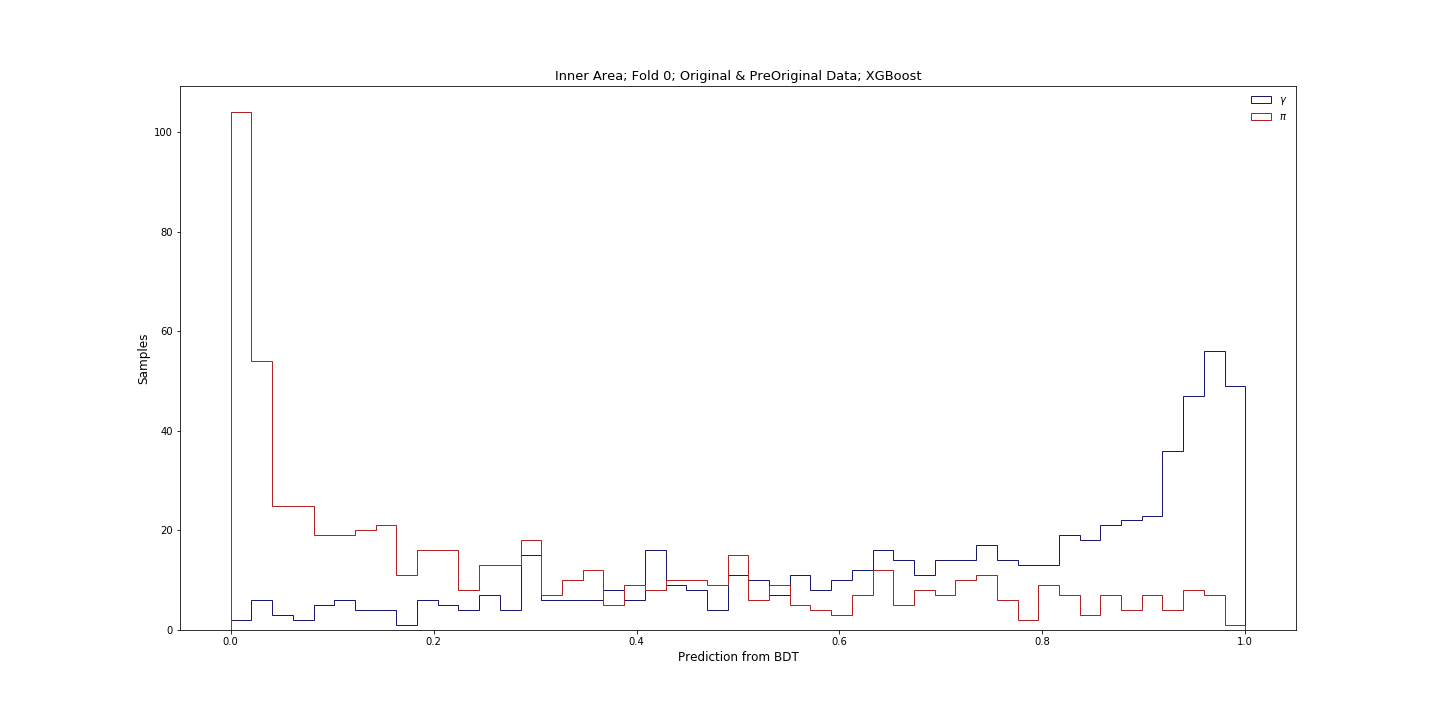 Inner Area; Fold 0; Original & PreOriginal Data; XGBoost
γ
π
100
80
60
40
20
0
Samples
0.0 0.2 0.4 0.6 0.8 1.0
Prediction from BDT